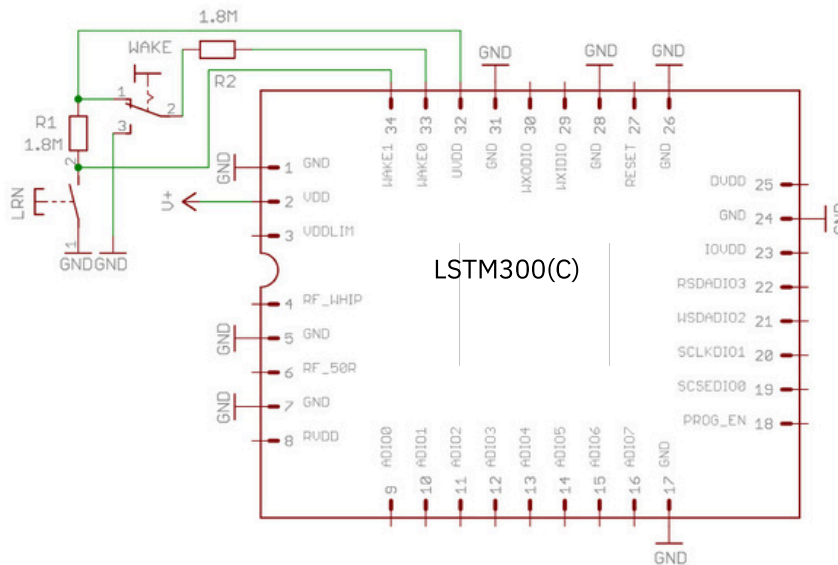 1.8M
WAKE
R2
1
2
3
R1
1.8M
2
LRN
1
GND
GND
V+
GND
GND
GND
34
33
32
31
30
29
28
27
26
WAKE1
WAKE0
UVDD
GND
WXODIO
WXIDIO
GND
RESET
GND
GND
1 GND
2 VDD
3 VDDLIM
4 RF_WHIP
GND
5 GND
6 RF_50R
GND
7 GND
8 RVDD
LSTM300(C)
DVDD 25
GND 24
GND
IOVDD 23
RSDADIO3 22
WSDADIO2 21
SCLKDIO1 20
SCSEDIO0 19
PROG_EN 18
ADIO0
ADIO1
ADIO2
ADIO3
ADIO4
ADIO5
ADIO6
ADIO7
GND
9
10
11
12
13
14
15
16
17
GND